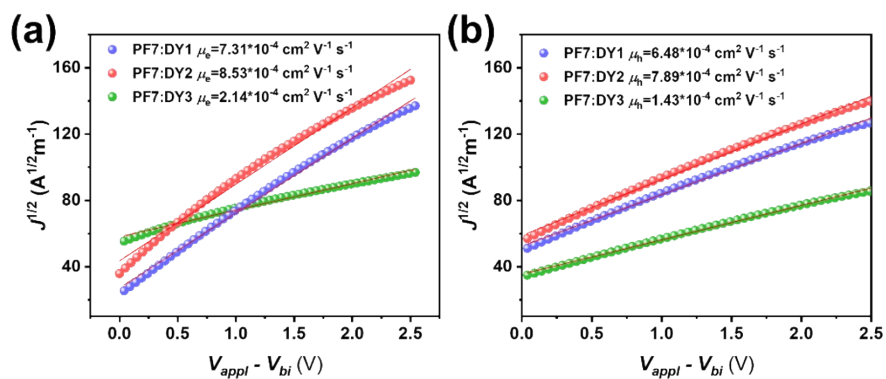 (a)
PF7:DY1 μe=7.31*10⁻⁴ cm² V⁻¹ s⁻¹
PF7:DY2 μe=8.53*10⁻⁴ cm² V⁻¹ s⁻¹
PF7:DY3 μe=2.14*10⁻⁴ cm² V⁻¹ s⁻¹
160
120
80
40
J^1/2 (A^1/2m⁻¹)
0.0 0.5 1.0 1.5 2.0 2.5
Vappl - Vbi (V)
(b)
PF7:DY1 μh=6.48*10⁻⁴ cm² V⁻¹ s⁻¹
PF7:DY2 μh=7.89*10⁻⁴ cm² V⁻¹ s⁻¹
PF7:DY3 μh=1.43*10⁻⁴ cm² V⁻¹ s⁻¹
160
120
80
40
J^1/2 (A^1/2m⁻¹)
0.0 0.5 1.0 1.5 2.0 2.5
Vappl - Vbi (V)